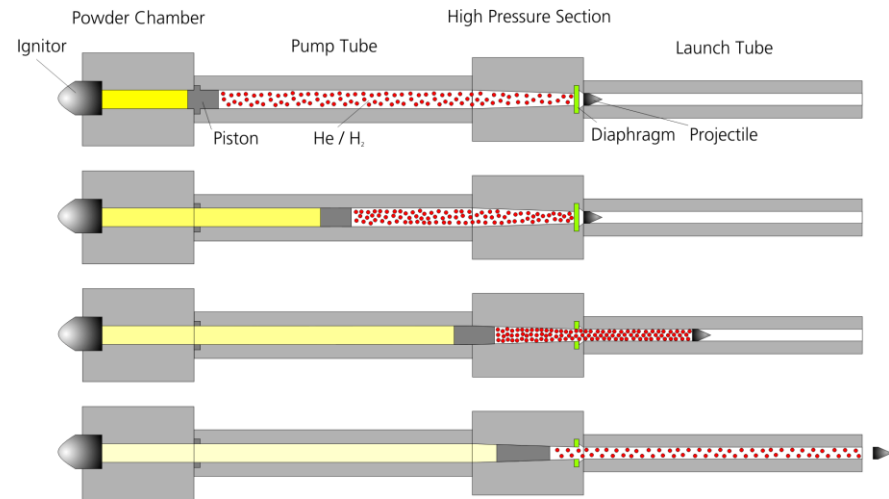 Powder Chamber
High Pressure Section
Ignitor
Pump Tube
Launch Tube
Piston
He / H₂
Diaphragm
Projectile